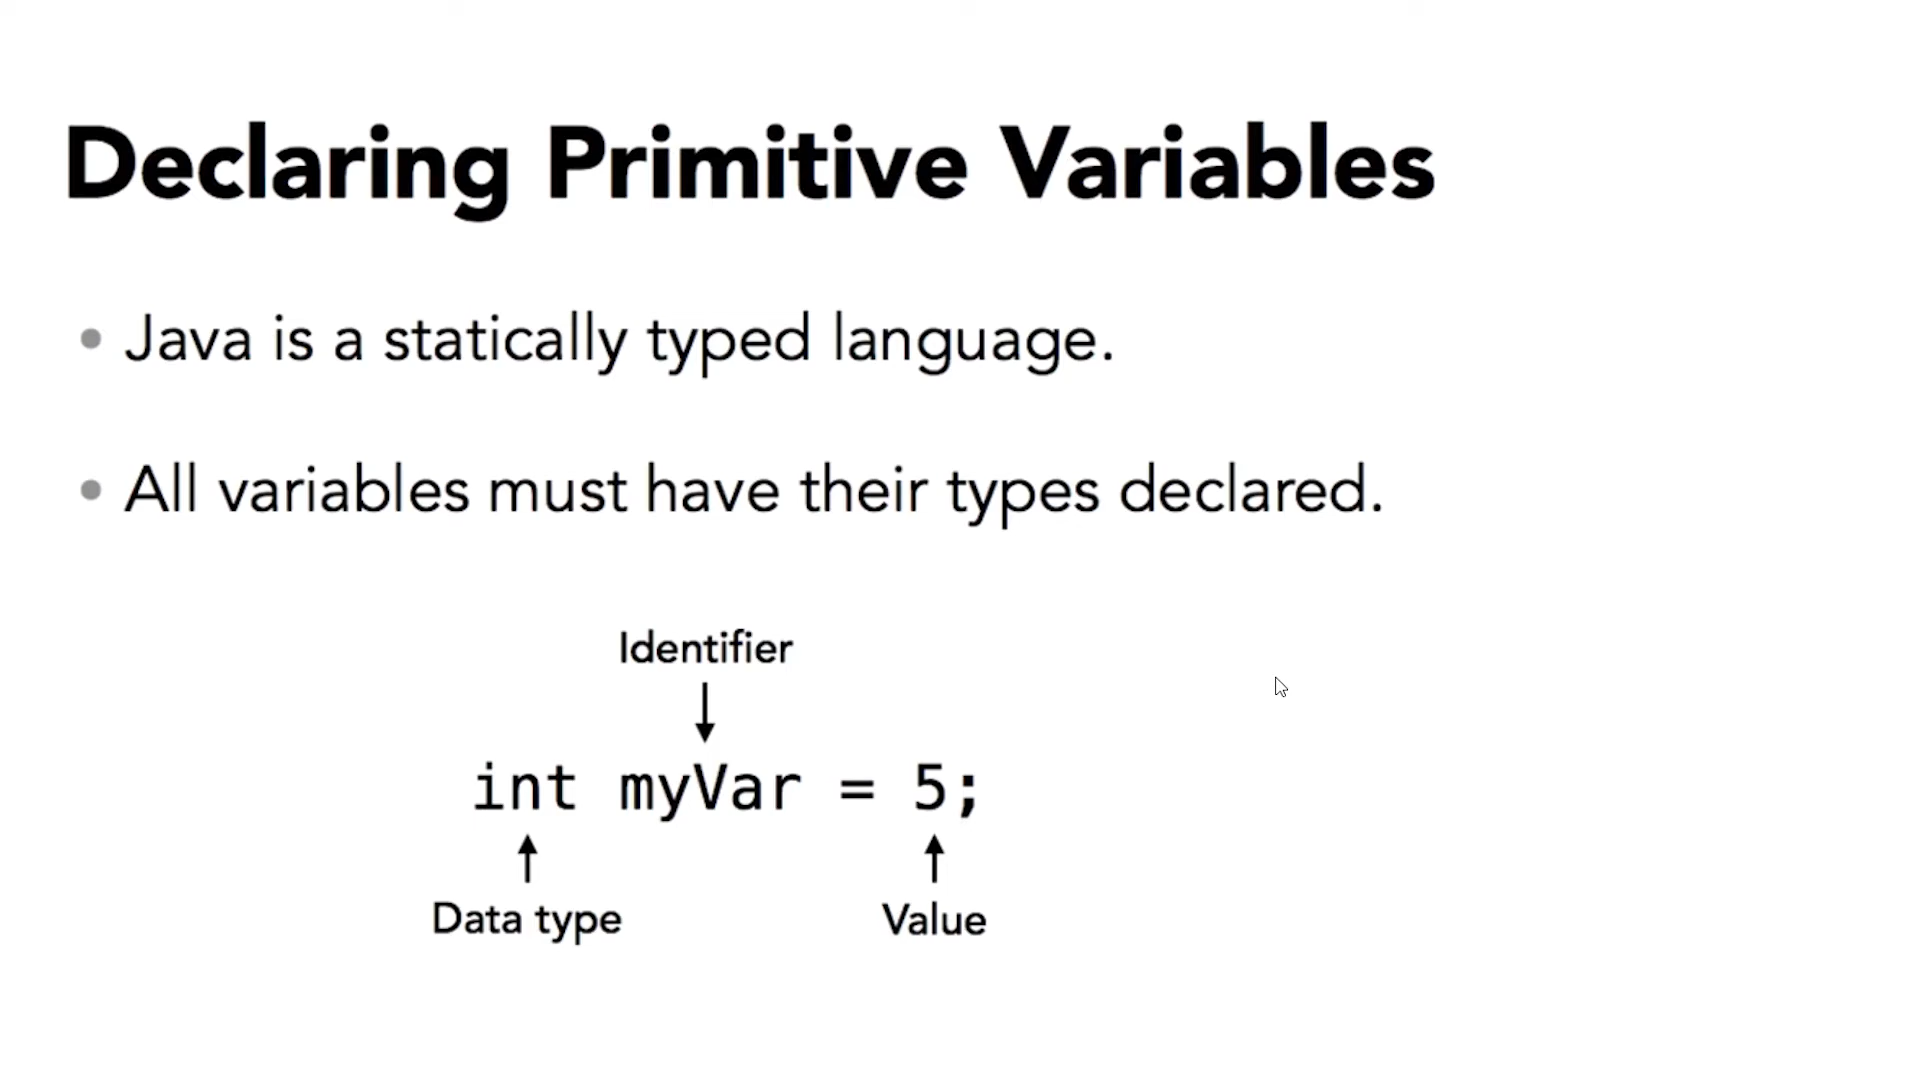 Declaring Primitive Variables
• Java is a statically typed language.
• All variables must have their types declared.
Identifier
int myVar = 5;
Data type
Value